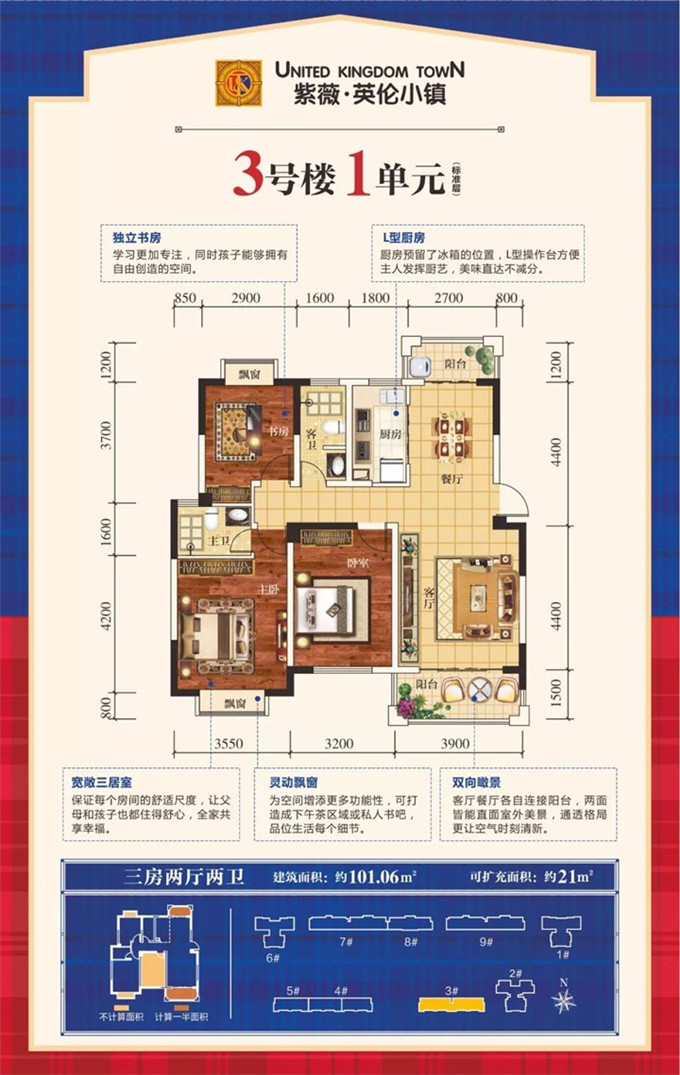 UNITED KINGDOM TOWN
紫薇·英伦小镇
3号楼 1单元(标准层)
独立书房
学习更加专注，同时孩子能够拥有
自由创造的空间。
L型厨房
厨房预留了冰箱的位置，L型操作台方便
主人发挥厨艺，美味直达不减分。
850 2900 1600 1800 2700 800
1200
3700
1600
4200
800
1200
4400
4400
1500
飘窗
阳台
书房
客卫
厨房
餐厅
主卫
主卧
卧室
客厅
飘窗
阳台
3550 3200 3900
宽敞三居室
保证每个房间的舒适尺度，让父
母和孩子也都住得舒心，全家共
享幸福。
灵动飘窗
为空间增添更多功能性，可打
造成下午茶区域或私人书吧，
品位生活每个细节。
双向瞰景
客厅餐厅各自连接阳台，两面
皆能直面室外美景，通透格局
更让空气时刻清新。
三房两厅两卫 建筑面积：约101.06m² 可扩充面积：约21m²
6# 7# 8# 9# 1#
5# 4# 3# 2# N
不计算面积 计算一半面积